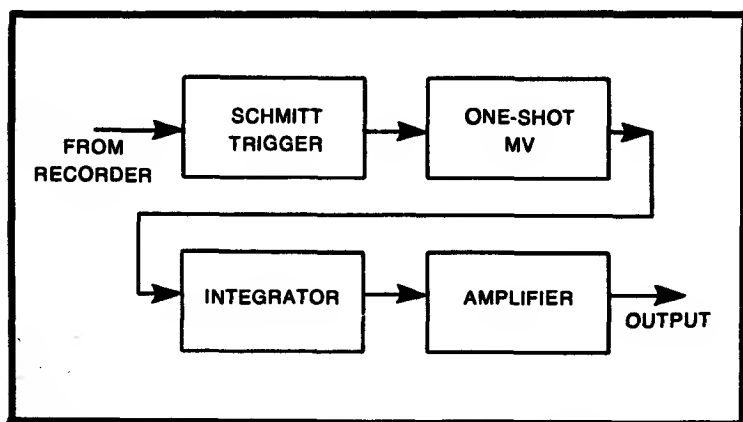 FROM
RECORDER
SCHMITT
TRIGGER
ONE-SHOT
MV
INTEGRATOR
AMPLIFIER
OUTPUT